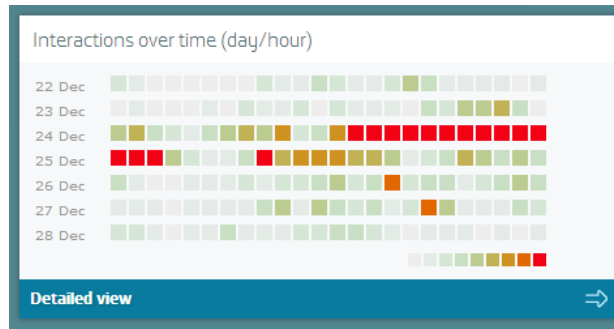 Interactions over time (day/hour)
22 Dec
23 Dec
24 Dec
25 Dec
26 Dec
27 Dec
28 Dec
Detailed view